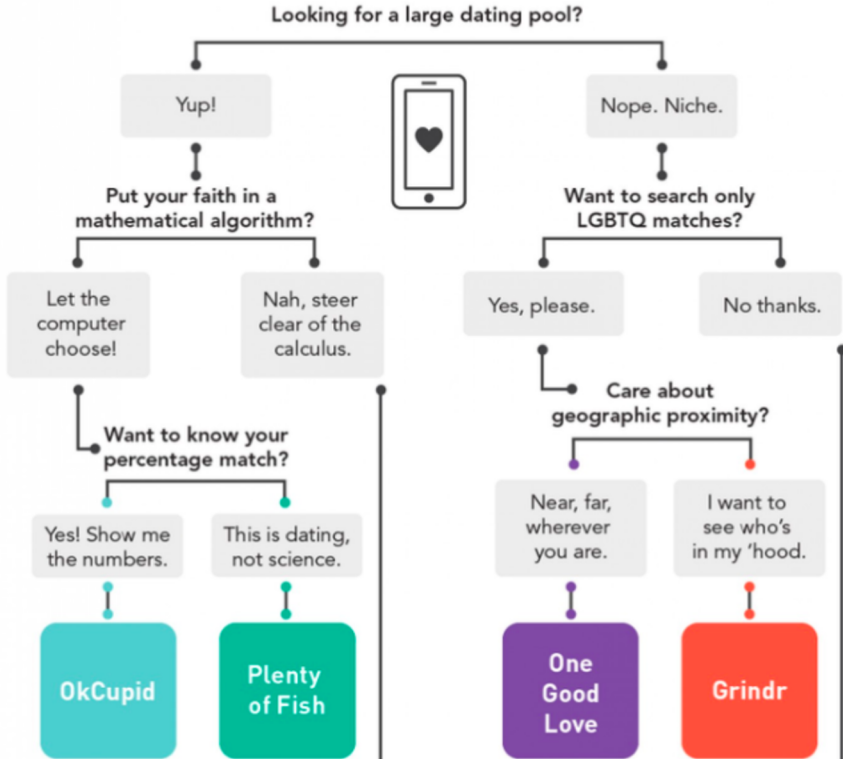 Looking for a large dating pool?
Yup!
Nope. Niche.
Put your faith in a
mathematical algorithm?
Want to search only
LGBTQ matches?
Let the
computer
choose!
Nah, steer
clear of the
calculus.
Yes, please.
No thanks.
Care about
geographic proximity?
Want to know your
percentage match?
Yes! Show me
the numbers.
This is dating,
not science.
Near, far,
wherever
you are.
I want to
see who's
in my 'hood.
OkCupid
Plenty
of Fish
One
Good
Love
Grindr